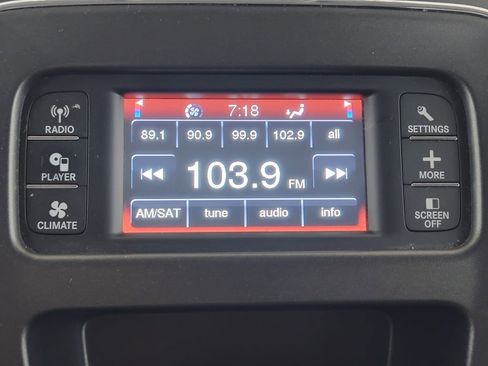 7:18
RADIO
SETTINGS
89.1 90.9 99.9 102.9 all
103.9 FM
PLAYER
MORE
AM/SAT tune audio info
CLIMATE
SCREEN
OFF